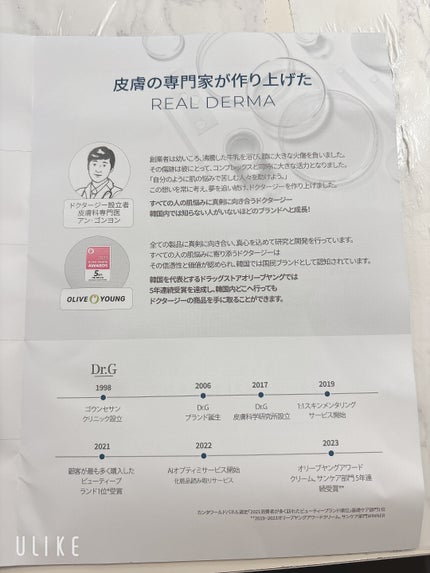 皮膚の専門家が作り上げた
REAL DERMA
創業者は幼いころ、沸騰した牛乳を浴び、顔に大きな火傷を負いました。
その傷跡は彼にとって、コンプレックスと同時に大きな活力となりました。
「自分のように肌の悩みで苦しむ人々を助けよう。」
この想いを常に考え、夢を追い続け、ドクタージーを作り上げました。
すべての人の肌悩みに真剣に向き合うドクタージー
韓国内では知らない人がいないほどのブランドへと成長!
ドクタージー設立者
皮膚科専門医
アン・ゴンヨン
全ての製品に真剣に向き合い、真心を込めて研究と開発を行っています。
すべての人の肌悩みに寄り添うドクタージーは
その信憑性と価値が認められ、韓国では国民ブランドとして認知されています。
韓国を代表とするドラッグストアオリーブヤングでは
5年連続受賞を達成し、韓国内どこへ行っても
ドクタージーの商品を手に取ることができます。
AWARDS
OLIVE YOUNG
Dr.G
1998
ゴウンセサン
クリニック設立
2006
Dr.G
ブランド誕生
2017
Dr.G
皮膚科学研究所設立
2019
1:1スキンメンタリング
サービス開始
2021
顧客が最も多く購入した
ビューティーブ
ランド1位*受賞
2022
AIオプティミサービス開始
化粧品読み取りサービス
2023
オリーブヤングアワード
クリーム、サンケア部門 5年連
続受賞**
ULIKE